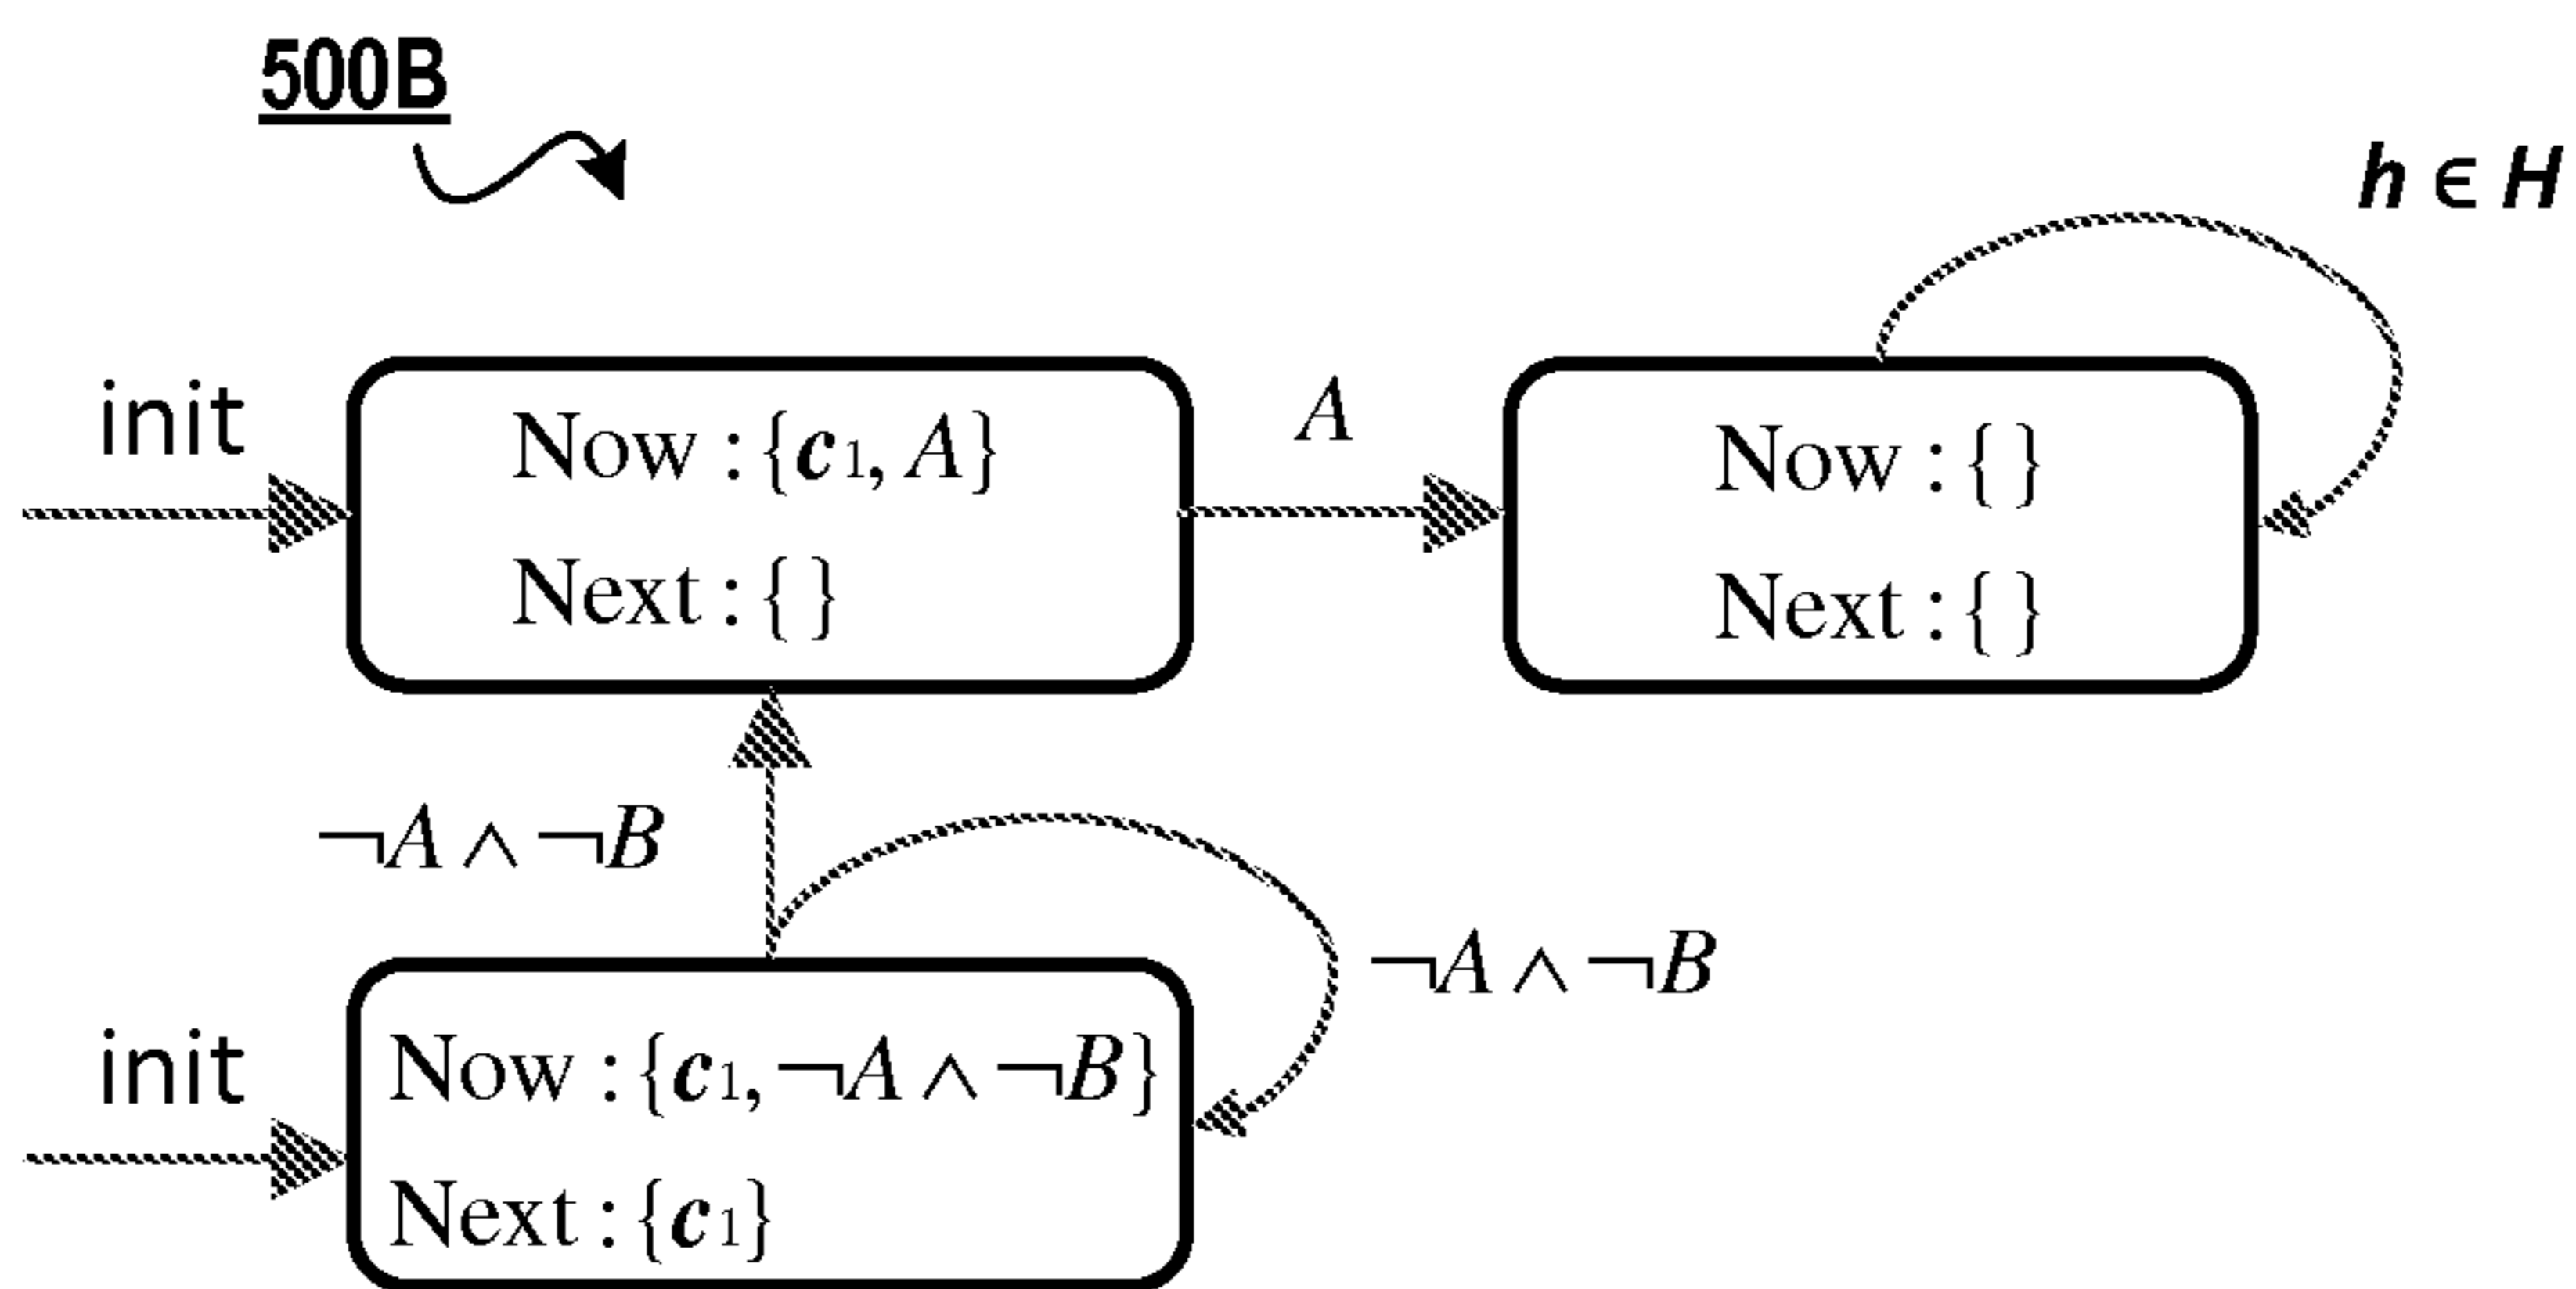 500B
h ∈ H
init
Now : {c1, A}
Next : { }
A
Now : { }
Next : { }
¬A ∧ ¬B
¬A ∧ ¬B
init
Now : {c1, ¬A ∧ ¬B}
Next : {c1}